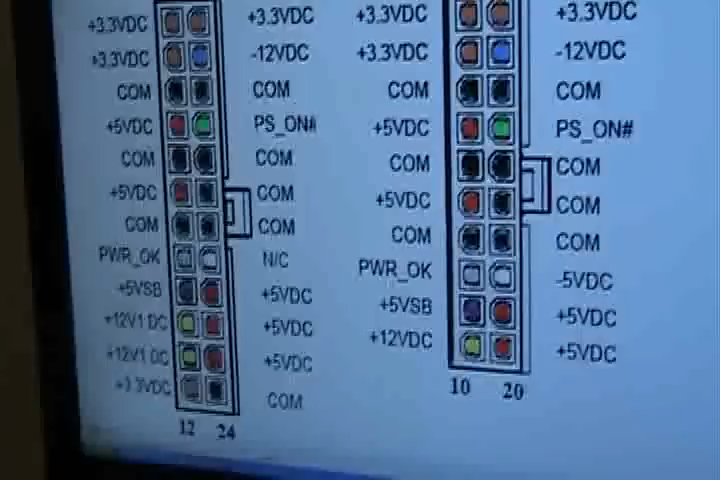 +3.3VDC +3.3VDC +3.3VDC +3.3VDC
+3.3VDC -12VDC +3.3VDC -12VDC
COM COM COM COM
+5VDC PS_ON# +5VDC PS_ON#
COM COM COM COM
+5VDC COM +5VDC COM
COM COM COM COM
PWR_OK N/C PWR_OK -5VDC
+5VSB +5VDC +5VSB +5VDC
+12V1 DC +5VDC +12VDC +5VDC
+12V1 DC +5VDC 10 20
+3.3VDC COM
12 24